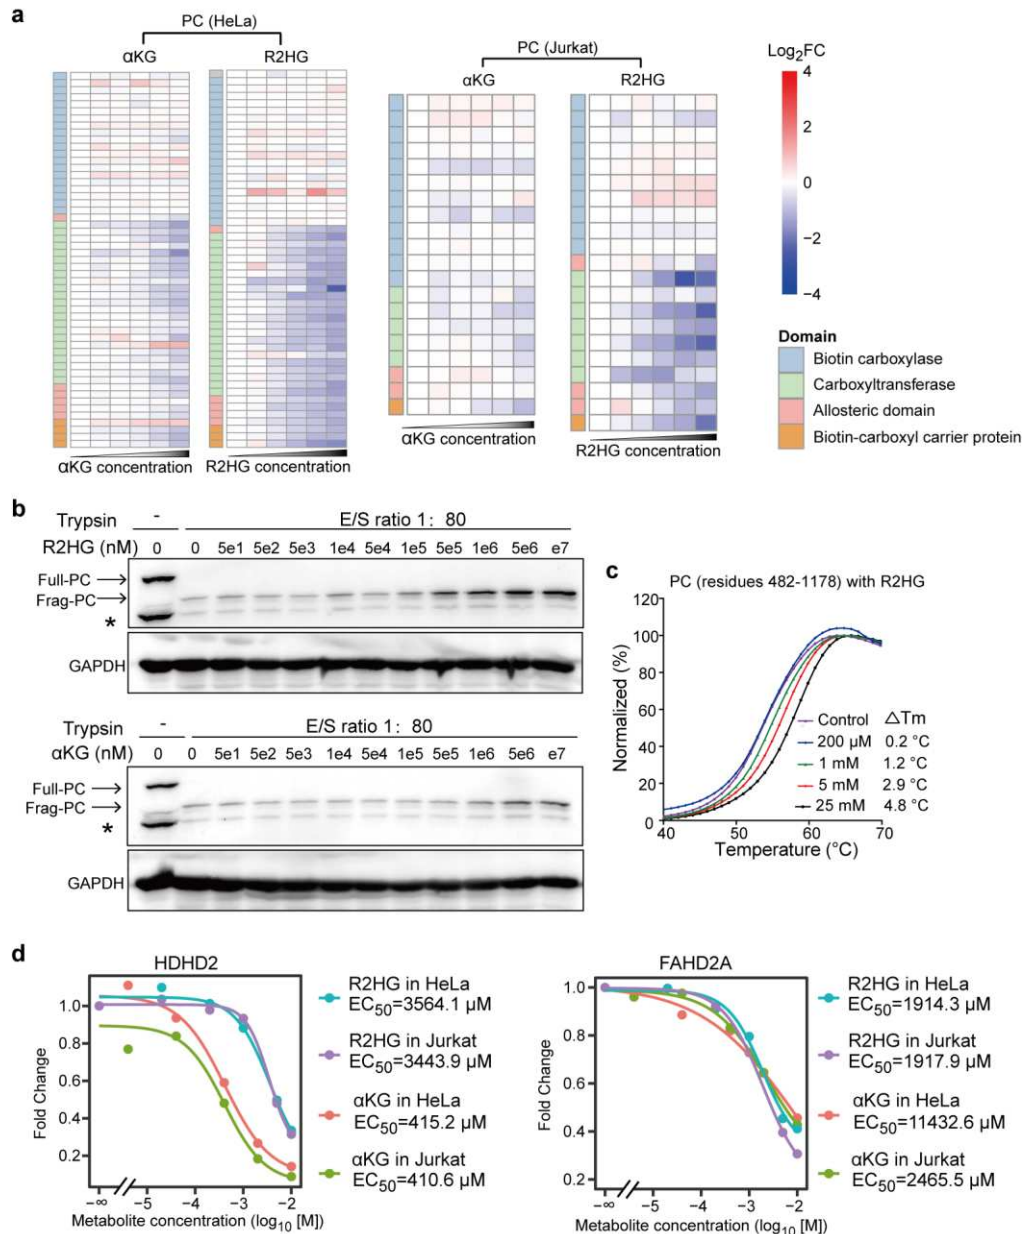 a
PC (HeLa)
αKG
R2HG
αKG concentration
R2HG concentration
PC (Jurkat)
αKG
R2HG
αKG concentration
R2HG concentration
Log2FC
4
2
0
−2
−4
Domain
Biotin carboxylase
Carboxyltransferase
Allosteric domain
Biotin-carboxyl carrier protein
b
Trypsin - E/S ratio 1: 80
R2HG (nM) 0 0 5e1 5e2 5e3 1e4 5e4 1e5 5e5 1e6 5e6 e7
Full-PC
Frag-PC
*
GAPDH
Trypsin - E/S ratio 1: 80
αKG (nM) 0 0 5e1 5e2 5e3 1e4 5e4 1e5 5e5 1e6 5e6 e7
Full-PC
Frag-PC
*
GAPDH
c
PC (residues 482-1178) with R2HG
Normalized (%)
120
100
80
60
40
20
0
40 50 60 70
Temperature (°C)
△Tm
Control
200 µM 0.2 °C
1 mM 1.2 °C
5 mM 2.9 °C
25 mM 4.8 °C
d
HDHD2
Fold Change
1.0
0.8
0.6
0.4
0.2
−∞ −5 −4 −3 −2 −1 −2
Metabolite concentration (log10 [M])
R2HG in HeLa
EC50=3564.1 µM
R2HG in Jurkat
EC50=3443.9 µM
αKG in HeLa
EC50=415.2 µM
αKG in Jurkat
EC50=410.6 µM
FAHD2A
Fold Change
1.0
0.8
0.6
0.4
0.2
−∞ −5 −4 −3 −2
Metabolite concentration (log10 [M])
R2HG in HeLa
EC50=1914.3 µM
R2HG in Jurkat
EC50=1917.9 µM
αKG in HeLa
EC50=11432.6 µM
αKG in Jurkat
EC50=2465.5 µM